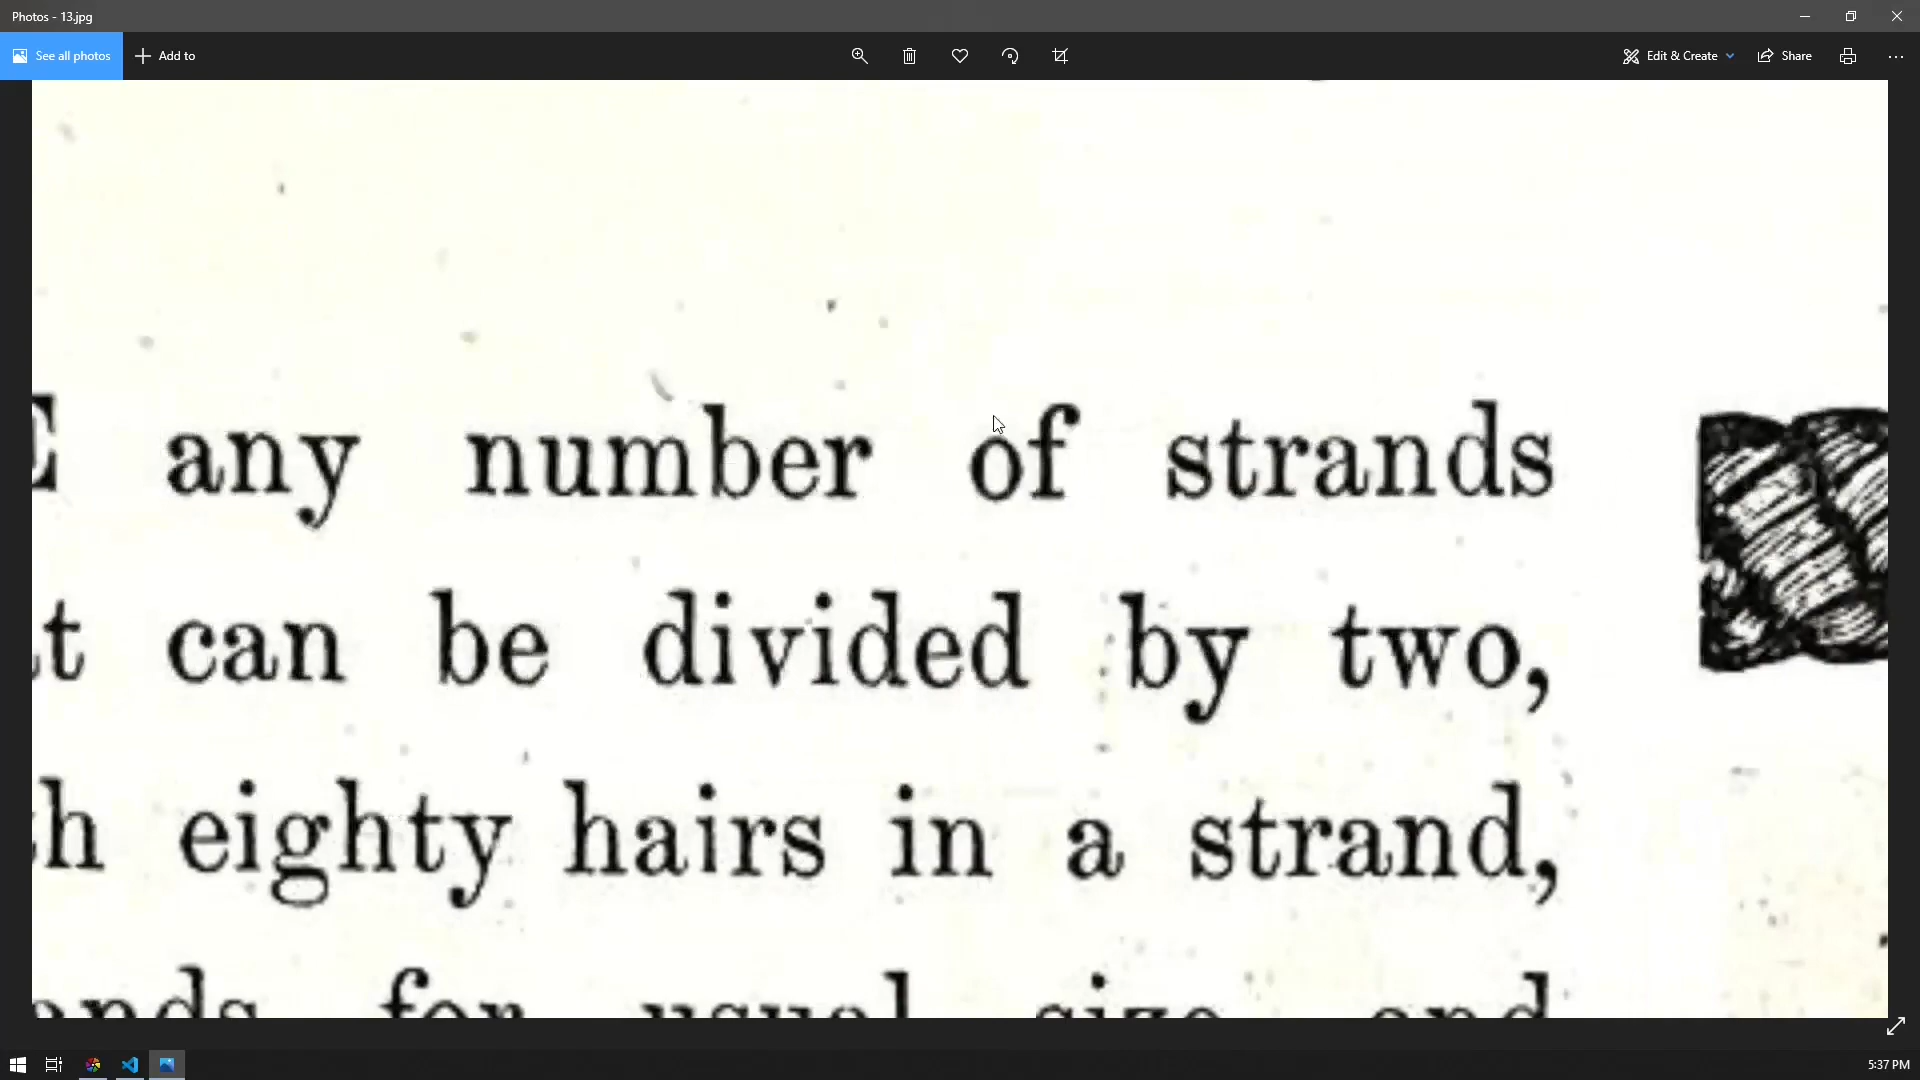 Photos - 13.jpg
See all photos
Add to
Edit & Create
Share
any number of strands
can be divided by two,
eighty hairs in a strand,
for usual size and
5:37 PM